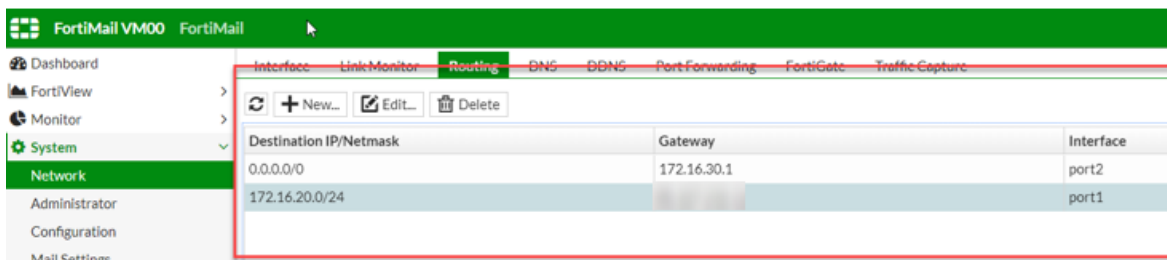 FortiMail VM00 FortiMail
Dashboard
FortiView
Monitor
System
Network
Administrator
Configuration
Mail Settings
Interface Link Monitor Routing DNS DDNS Port Forwarding FortiGate Traffic Capture
New... Edit... Delete
Destination IP/Netmask Gateway Interface
0.0.0.0/0 172.16.30.1 port2
172.16.20.0/24 port1